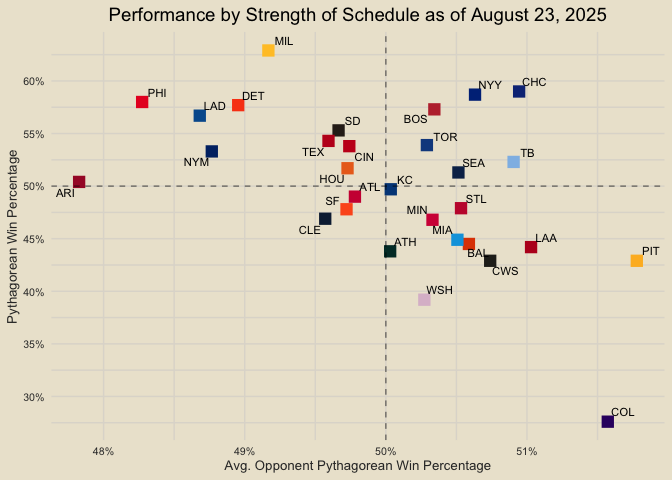 Performance by Strength of Schedule as of August 23, 2025
MIL
PHI
LAD
DET
NYY
CHC
BOS
SD
TEX
CIN
TOR
NYM
HOU
SEA
TB
ARI
ATL
KC
SF
MIN
STL
CLE
MIA
ATH
BAL
LAA
CWS
PIT
WSH
COL
60%
55%
50%
45%
40%
35%
30%
Pythagorean Win Percentage
48%
49%
50%
51%
Avg. Opponent Pythagorean Win Percentage